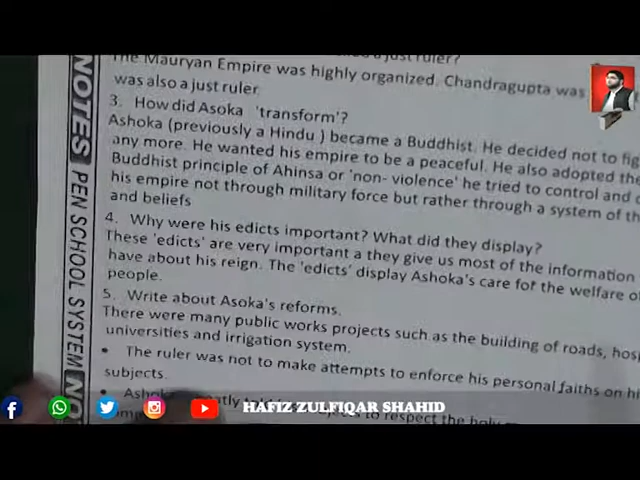 a just ruler?
The Mauryan Empire was highly organized. Chandragupta was
was also a just ruler
3. How did Asoka 'transform'?
Ashoka (previously a Hindu ) became a Buddhist. He decided not to
any more. He wanted his empire to be a peaceful. He also adopted the
Buddhist principle of Ahinsa or 'non- violence' he tried to control and
his empire not through military force but rather through a system of
and beliefs
4. Why were his edicts important? What did they display?
These 'edicts' are very important a they give us most of the information
have about his reign. The 'edicts' display Ashoka's care for the welfare of
people.
5. Write about Asoka's reforms.
There were many public works projects such as the building of roads,
universities and irrigation system.
• The ruler was not to make attempts to enforce his personal faiths on
subjects.
to respect the holy
NOTES PEN SCHOOL SYSTEM
HAFIZ ZULFIQAR SHAHID